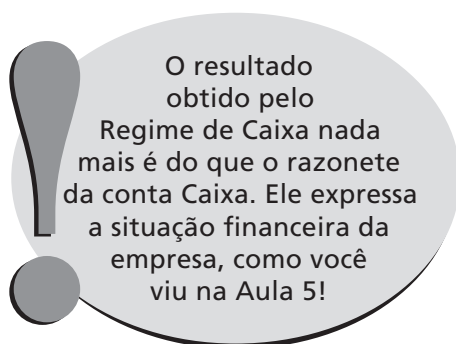 O resultado
obtido pelo
Regime de Caixa nada
mais é do que o razonete
da conta Caixa. Ele expressa
a situação financeira da
empresa, como você
viu na Aula 5!